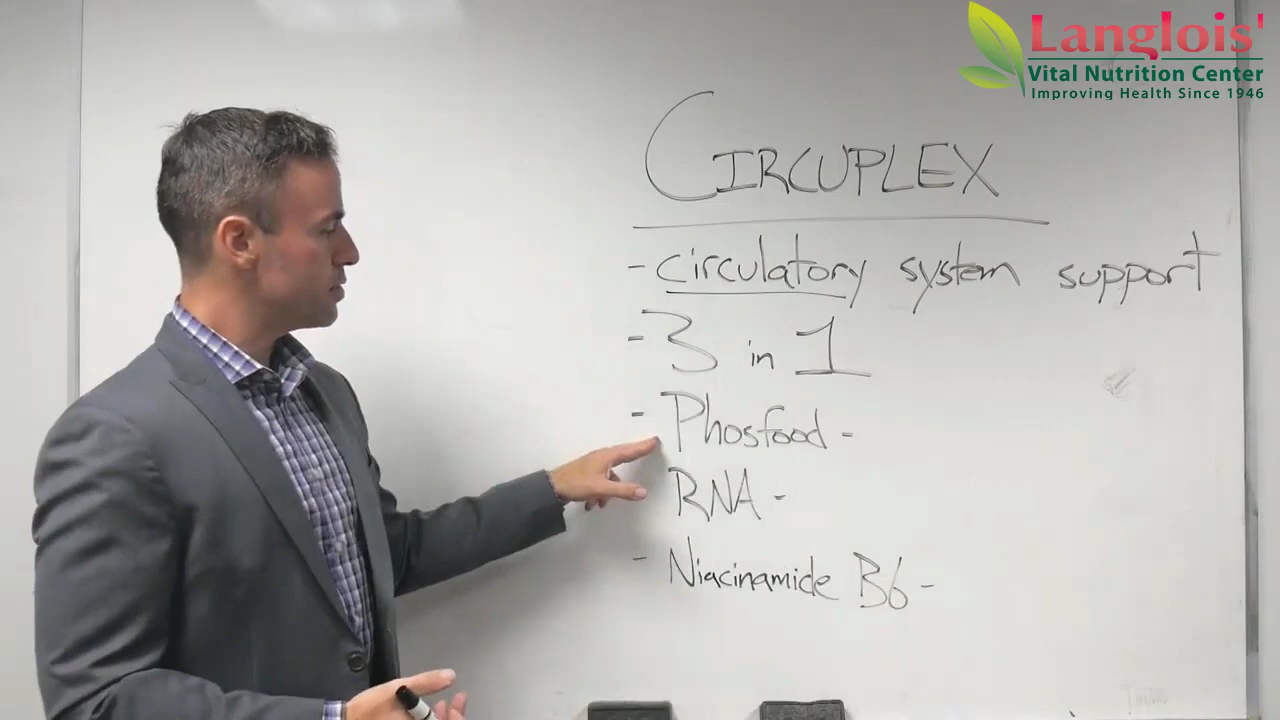 Langlois'
Vital Nutrition Center
Improving Health Since 1946
CIRCUPLEX
- circulatory system support
- 3 in 1
- Phosfood -
RNA -
- Niacinamide B6 -